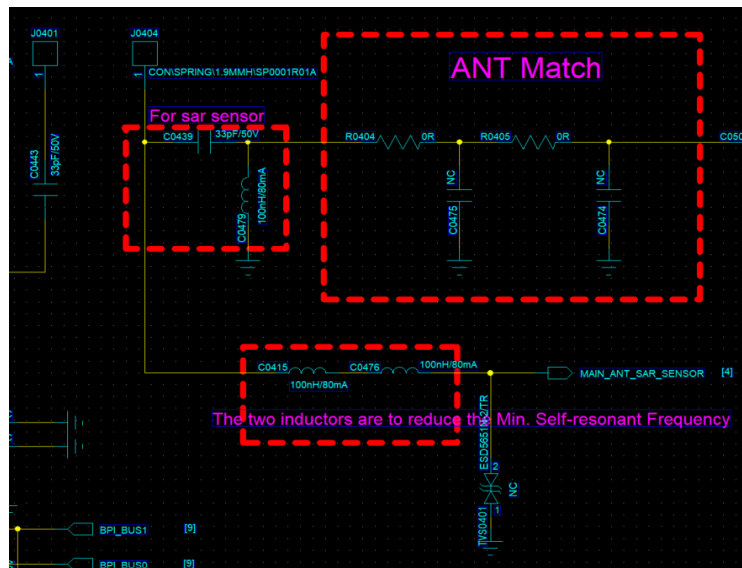 J0401
J0404
1
1
CON\SPRING\1.9MMH\SP0001R01A
ANT Match
For sar sensor
C0439
33pF/50V
R0404
0R
R0405
0R
C0443
33pF/50V
100nH/80mA
C0479
NC
C0475
NC
C0474
C0415
C0476
100nH/80mA
100nH/80mA
MAIN_ANT_SAR_SENSOR
[4]
The two inductors are to reduce the Min. Self-resonant Frequency
2
NC
1
TVS0401
BPI_BUS1
[9]
BPI_BUS0
[9]